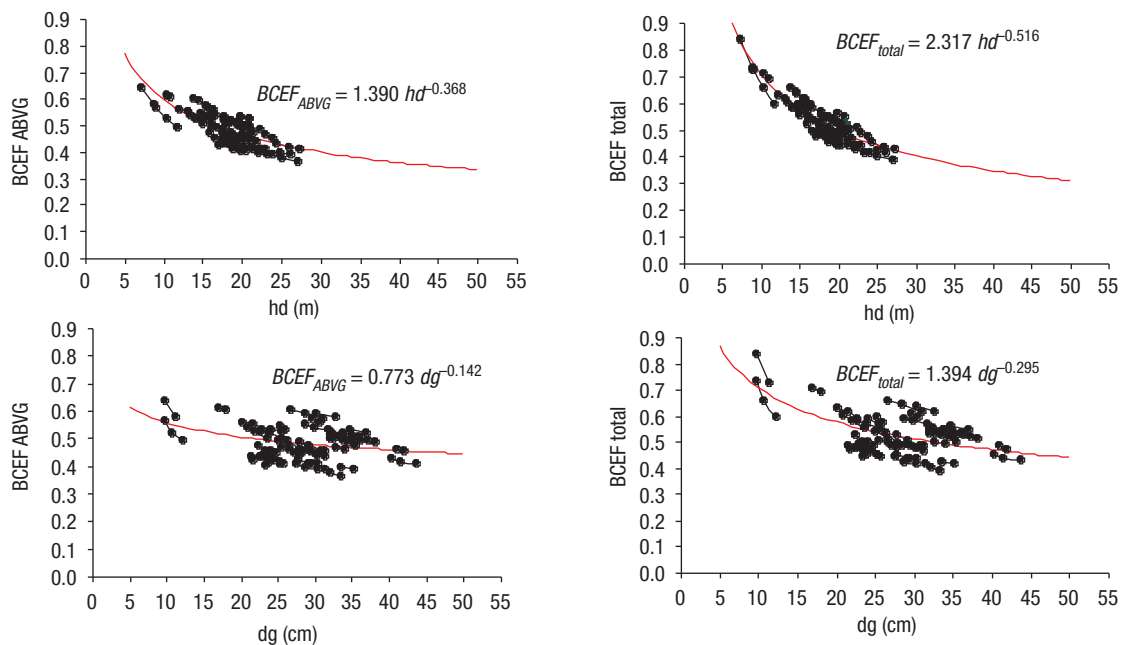 BCEF ABVG
0.9
0.8
0.7
0.6
0.5
0.4
0.3
0.2
0.1
0.0
BCEF_ABVG = 1.390 hd^–0.368
0 5 10 15 20 25 30 35 40 45 50 55
hd (m)
BCEF total
0.9
0.8
0.7
0.6
0.5
0.4
0.3
0.2
0.1
0.0
BCEF_total = 2.317 hd^–0.516
0 5 10 15 20 25 30 35 40 45 50 55
hd (m)
BCEF ABVG
0.9
0.8
0.7
0.6
0.5
0.4
0.3
0.2
0.1
0.0
BCEF_ABVG = 0.773 dg^–0.142
0 5 10 15 20 25 30 35 40 45 50 55
dg (cm)
BCEF total
0.9
0.8
0.7
0.6
0.5
0.4
0.3
0.2
0.1
0.0
BCEF_total = 1.394 dg^–0.295
0 5 10 15 20 25 30 35 40 45 50 55
dg (cm)